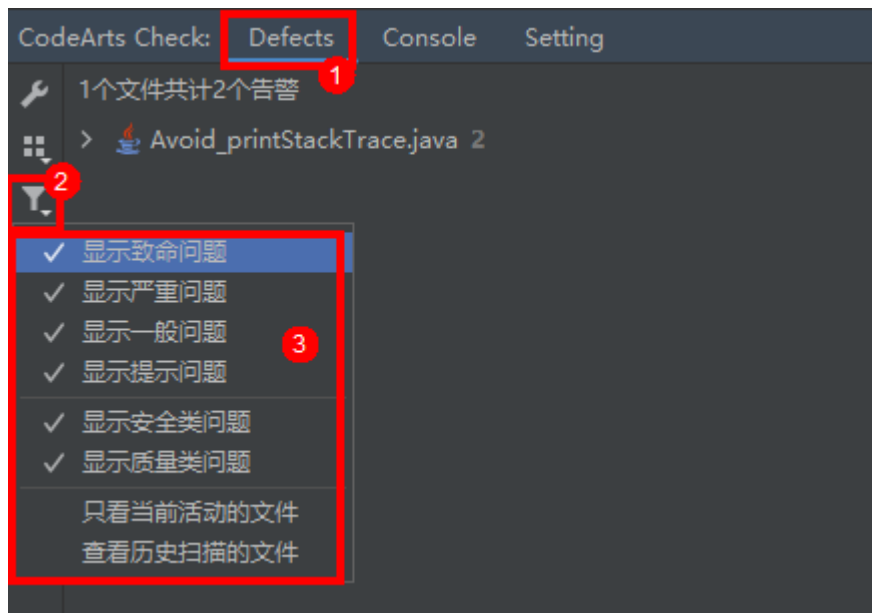 CodeArts Check: Defects Console Setting
1
1个文件共计2个告警
Avoid_printStackTrace.java 2
2
显示致命问题
显示严重问题
显示一般问题
3
显示提示问题
显示安全类问题
显示质量类问题
只看当前活动的文件
查看历史扫描的文件